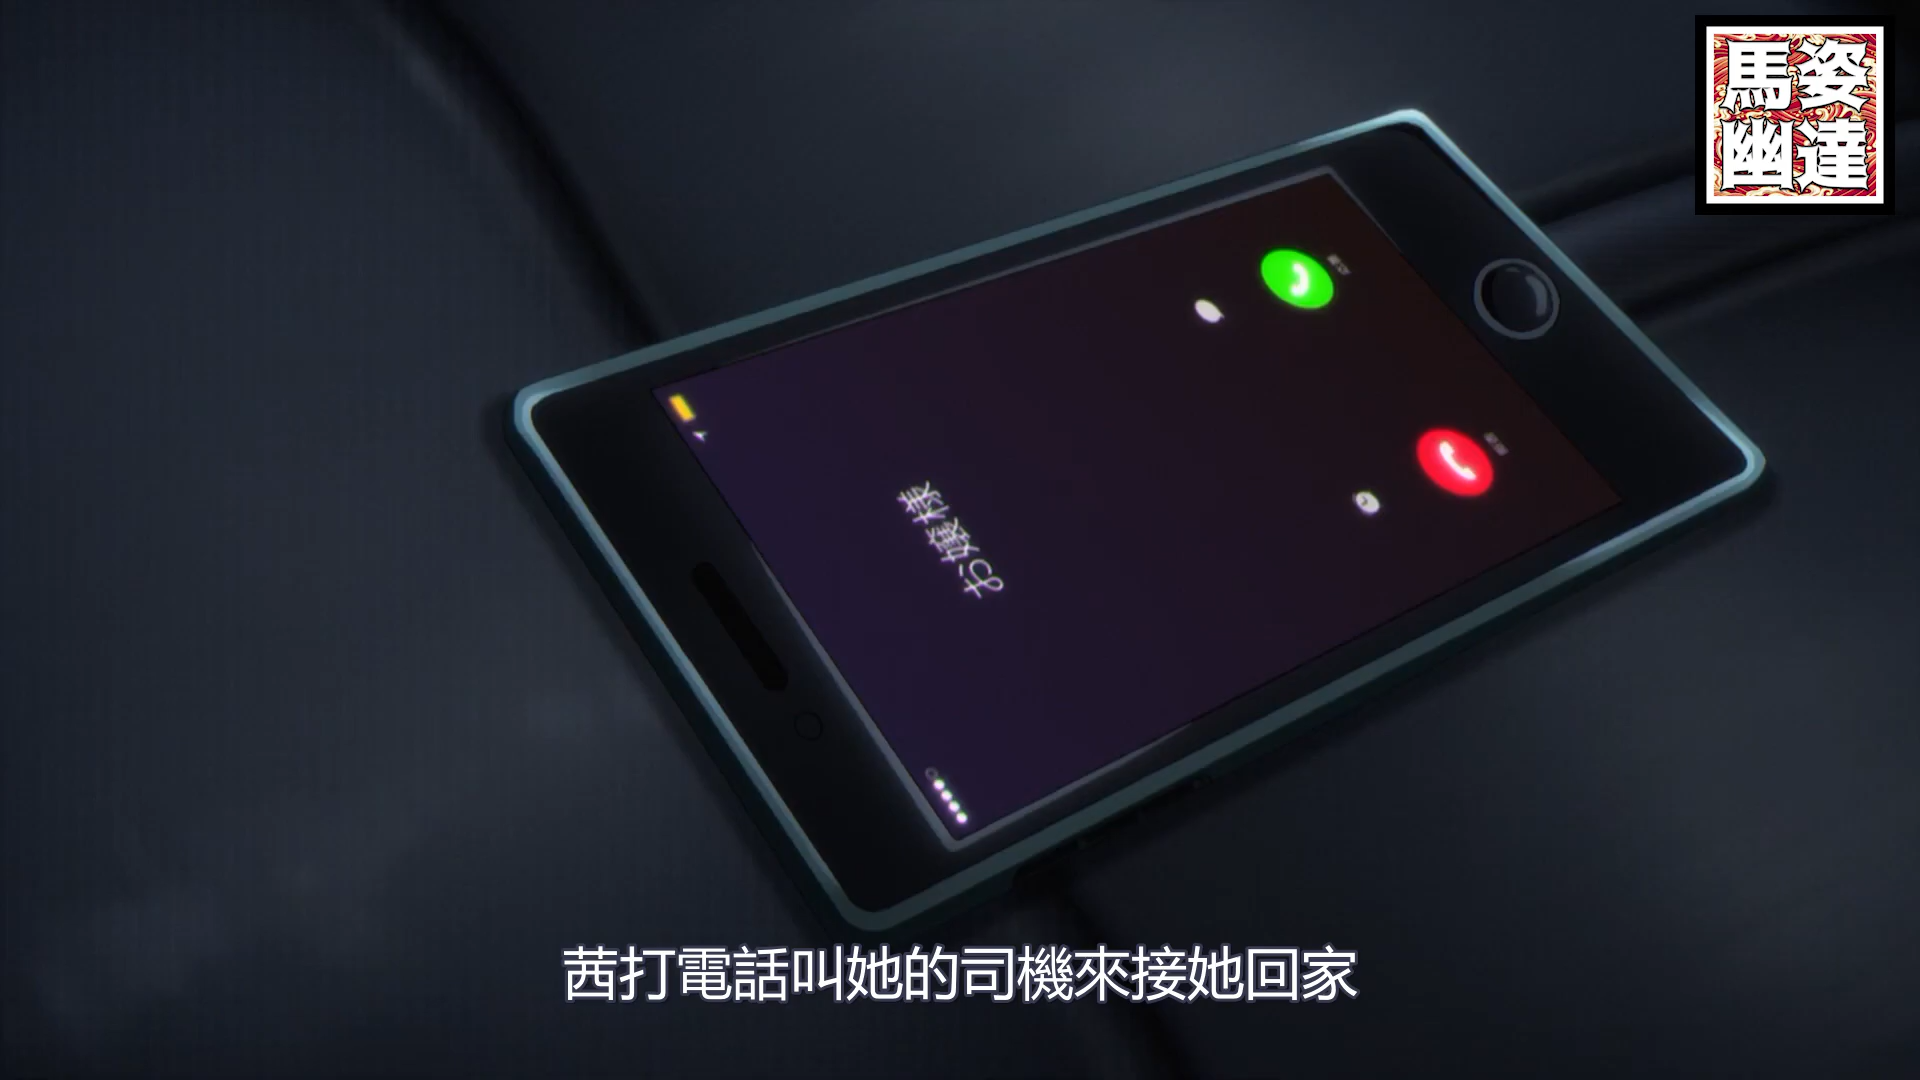 馬姿
幽達
お嬢様
茜打電話叫她的司機來接她回家